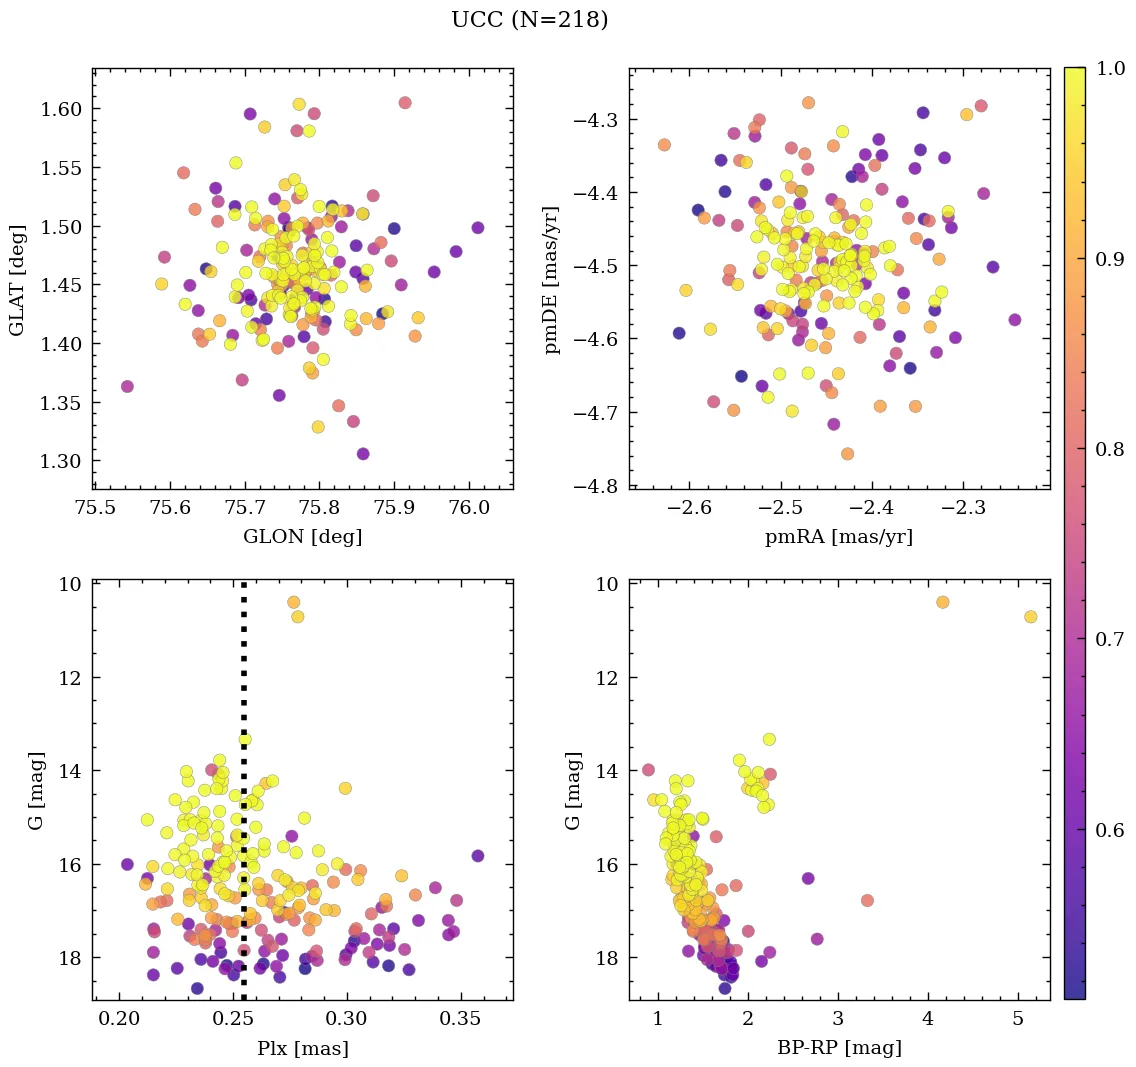 UCC (N=218)
1.60
1.55
1.50
1.45
1.40
1.35
1.30
GLAT [deg]
75.5 75.6 75.7 75.8 75.9 76.0
GLON [deg]
−4.3
−4.4
−4.5
−4.6
−4.7
−4.8
pmDE [mas/yr]
−2.6 −2.5 −2.4 −2.3
pmRA [mas/yr]
1.0
0.9
0.8
0.7
0.6
10
12
14
16
18
G [mag]
0.20 0.25 0.30 0.35
Plx [mas]
10
12
14
16
18
G [mag]
1 2 3 4 5
BP-RP [mag]